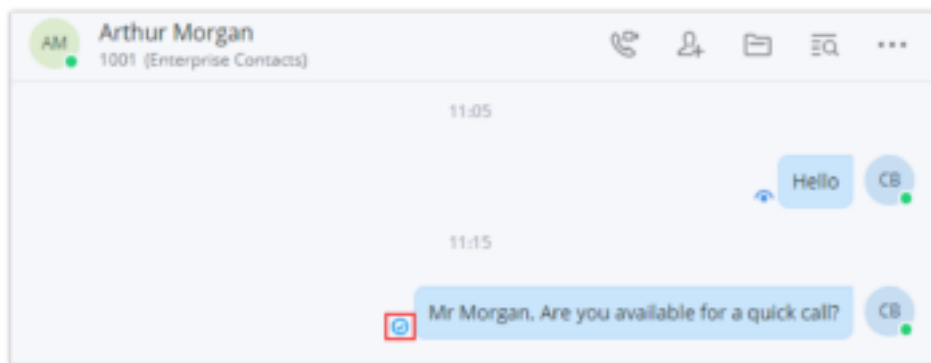 AM
Arthur Morgan
1001 (Enterprise Contacts)
11:05
Hello
CB
11:15
Mr Morgan, Are you available for a quick call?
CB